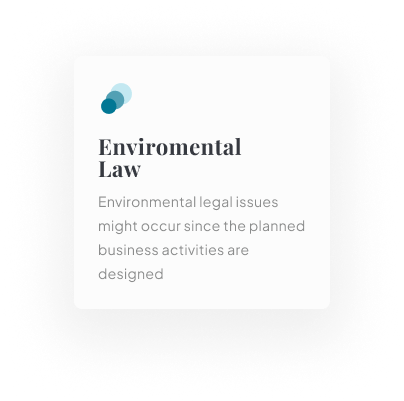 Enviromental
Law
Environmental legal issues
might occur since the planned
business activities are
designed